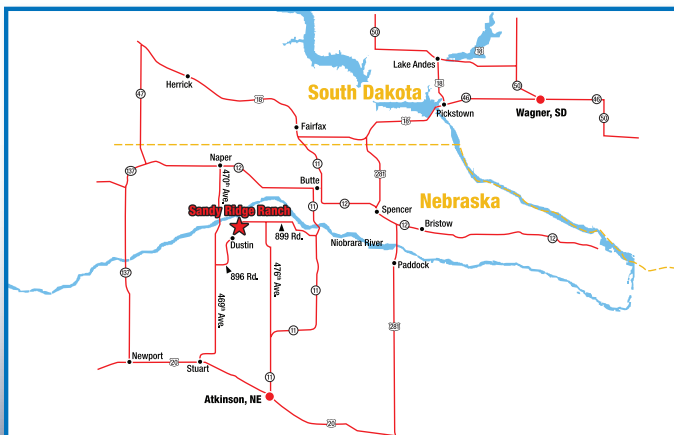 50
50
18
Lake Andes
Herrick
47
18
South Dakota
18
46
50
46
Pickstown
Wagner, SD
50
18
Fairfax
11
Naper
12
137
470th Ave.
Butte
281
Nebraska
12
Spencer
Sandy Ridge Ranch
12
Bristow
12
899 Rd.
Niobrara River
Dustin
Paddock
137
896 Rd.
476th Ave.
11
469th Ave.
11
281
Newport
20
Stuart
11
Atkinson, NE
20